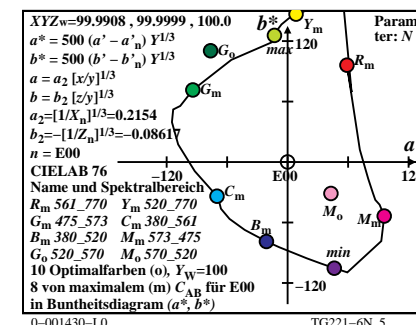 XYZw=99.9908, 99.9999, 100.0
a* = 500 (a' – a'n) Y1/3
b* = 500 (b' – b'n) Y1/3
a = a2 [x/y]1/3
b = b2 [z/y]1/3
a2=[1/Xn]1/3=0.2154
b2=–[1/Zn]1/3=–0.08617
n = E00
CIELAB 76
Name und Spektralbereich
Rm 561_770 Ym 520_770
Gm 475_573 Cm 380_561
Bm 380_520 Mm 573_475
Go 520_570 Mo 570_520
10 Optimalfarben (o), YW=100
8 von maximalem (m) CAB für E00
in Buntheitsdiagram (a*, b*)
b*
Ym
Param
ter: N
max
120
Go
Rm
Gm
a
–120
E00
12
Cm
Mo
Mm
Bm
min
–120
0–001430–L0
TG221–6N_5